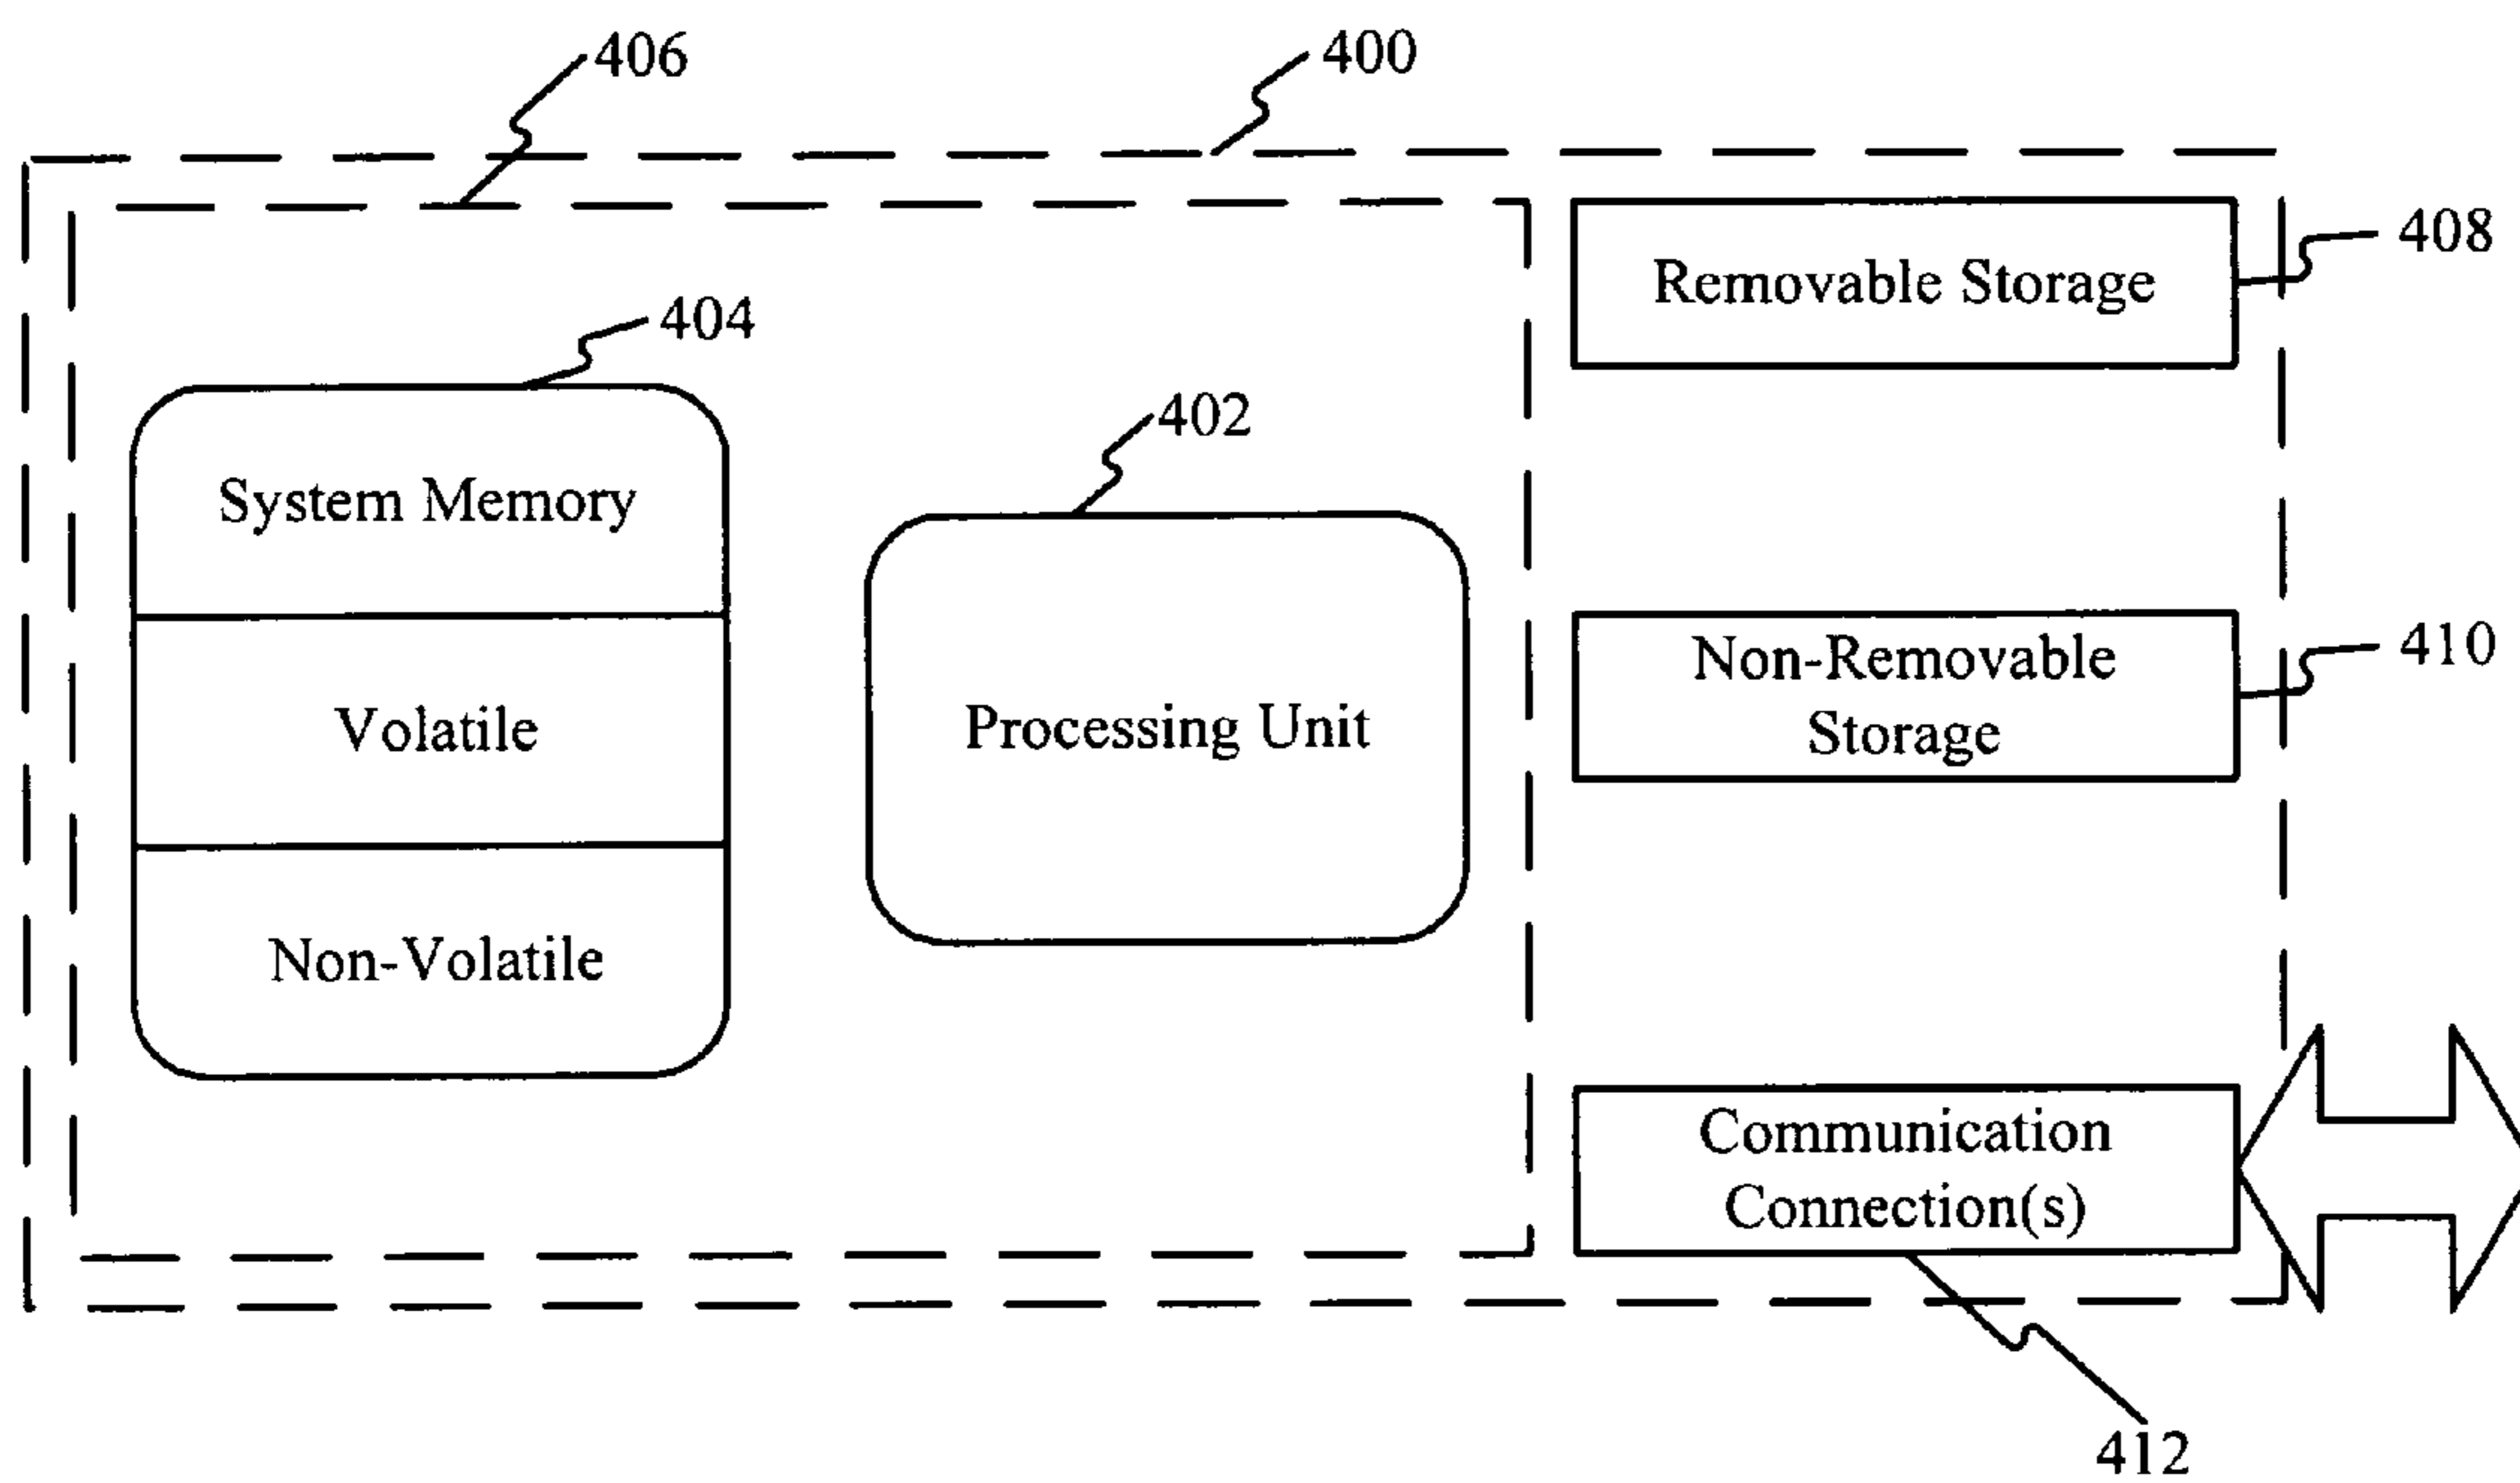 406
400
408
Removable Storage
404
402
System Memory
Non-Removable
Storage
410
Volatile
Processing Unit
Non-Volatile
Communication
Connection(s)
412